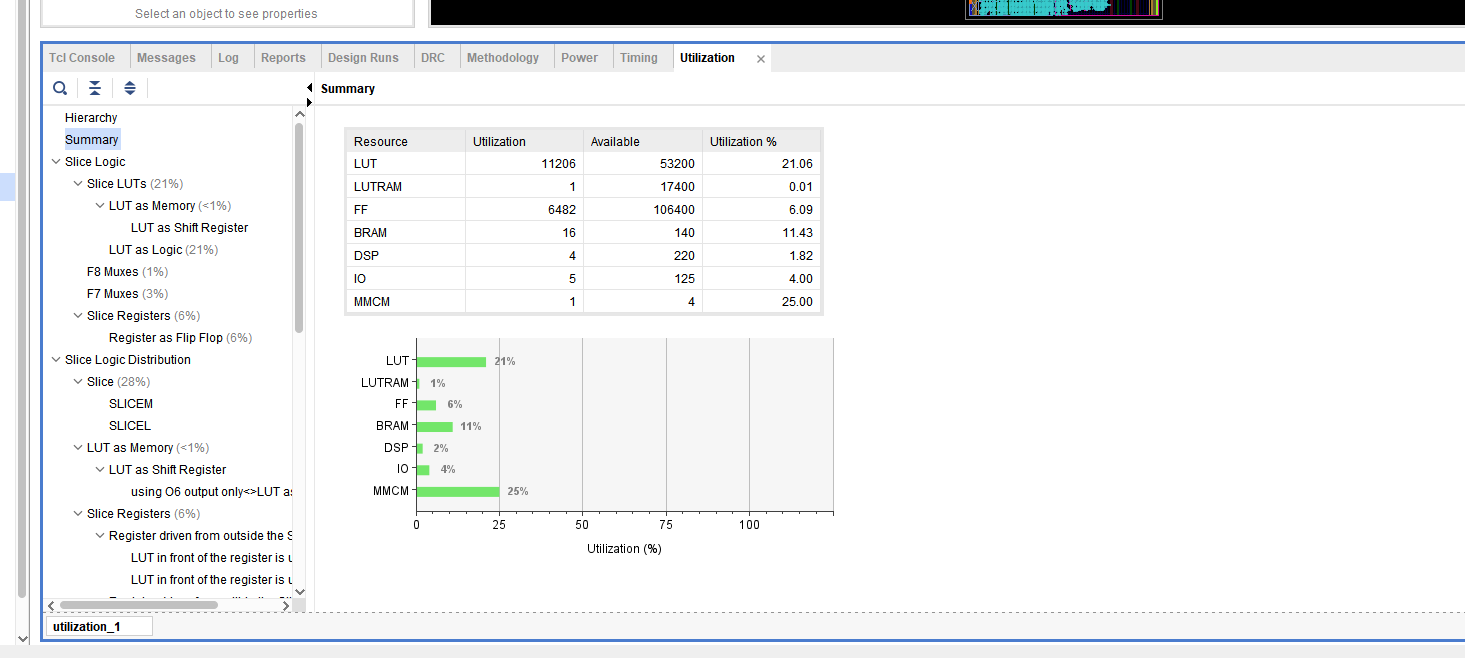 Select an object to see properties
Tcl Console Messages Log Reports Design Runs DRC Methodology Power Timing Utilization
Summary
Hierarchy
Summary
Slice Logic
Slice LUTs (21%)
LUT as Memory (<1%)
LUT as Shift Register
LUT as Logic (21%)
F8 Muxes (1%)
F7 Muxes (3%)
Slice Registers (6%)
Register as Flip Flop (6%)
Slice Logic Distribution
Slice (28%)
SLICEM
SLICEL
LUT as Memory (<1%)
LUT as Shift Register
using O6 output only<>LUT as
Slice Registers (6%)
Register driven from outside the S
LUT in front of the register is u
LUT in front of the register is u
Resource Utilization Available Utilization %
LUT 11206 53200 21.06
LUTRAM 1 17400 0.01
FF 6482 106400 6.09
BRAM 16 140 11.43
DSP 4 220 1.82
IO 5 125 4.00
MMCM 1 4 25.00
LUT 21%
LUTRAM 1%
FF 6%
BRAM 11%
DSP 2%
IO 4%
MMCM 25%
0 25 50 75 100
Utilization (%)
utilization_1